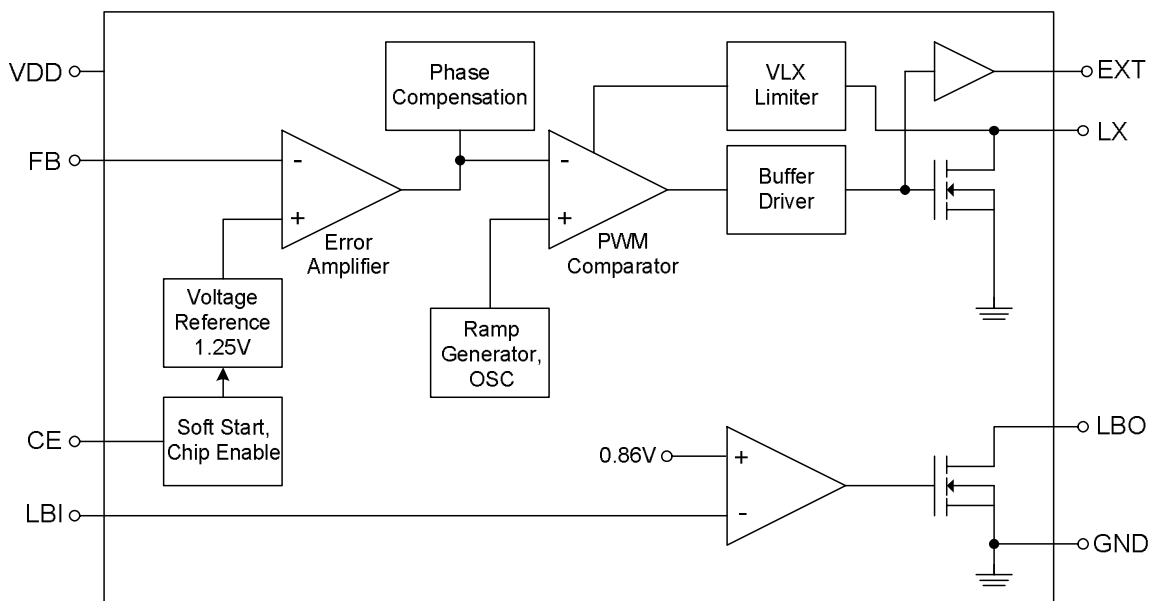 VDD
FB
CE
LBI
Phase
Compensation
VLX
Limiter
EXT
LX
-
+
Error
Amplifier
-
+
PWM
Comparator
Buffer
Driver
Voltage
Reference
1.25V
Ramp
Generator,
OSC
Soft Start,
Chip Enable
0.86V
+
-
LBO
GND